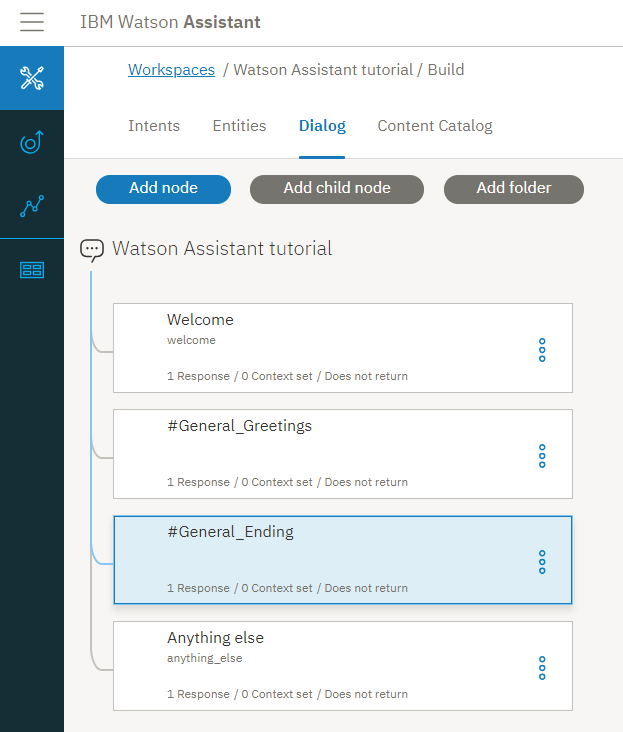 IBM Watson Assistant
Workspaces / Watson Assistant tutorial / Build
Intents Entities Dialog Content Catalog
Add node Add child node Add folder
Watson Assistant tutorial
Welcome
welcome
1 Response / 0 Context set / Does not return
#General_Greetings
1 Response / 0 Context set / Does not return
#General_Ending
1 Response / 0 Context set / Does not return
Anything else
anything_else
1 Response / 0 Context set / Does not return